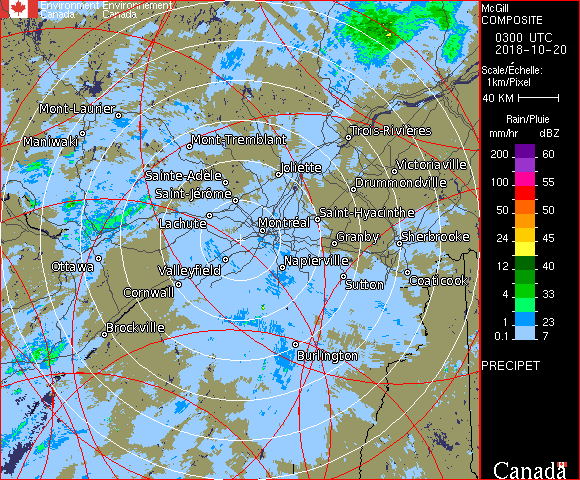 Environment Environnement
Canada Canada
McGill
COMPOSITE
0300 UTC
2018-10-20
Scale/Échelle:
1km/Pixel
40 KM
Rain/Pluie
mm/hr dBZ
200 60
100 55
50 50
24 45
12 40
4 33
1 23
0.1 7
PRECIPET
Canada
Mont-Laurier
Maniwaki
Mont-Tremblant
Trois-Rivières
Joliette
Victoriaville
Sainte-Adèle
Drummondville
Saint-Jérôme
Lachute
Saint-Hyacinthe
Montréal
Granby
Sherbrooke
Ottawa
Valleyfield
Napierville
Cornwall
Sutton
Coaticook
Brockville
Burlington